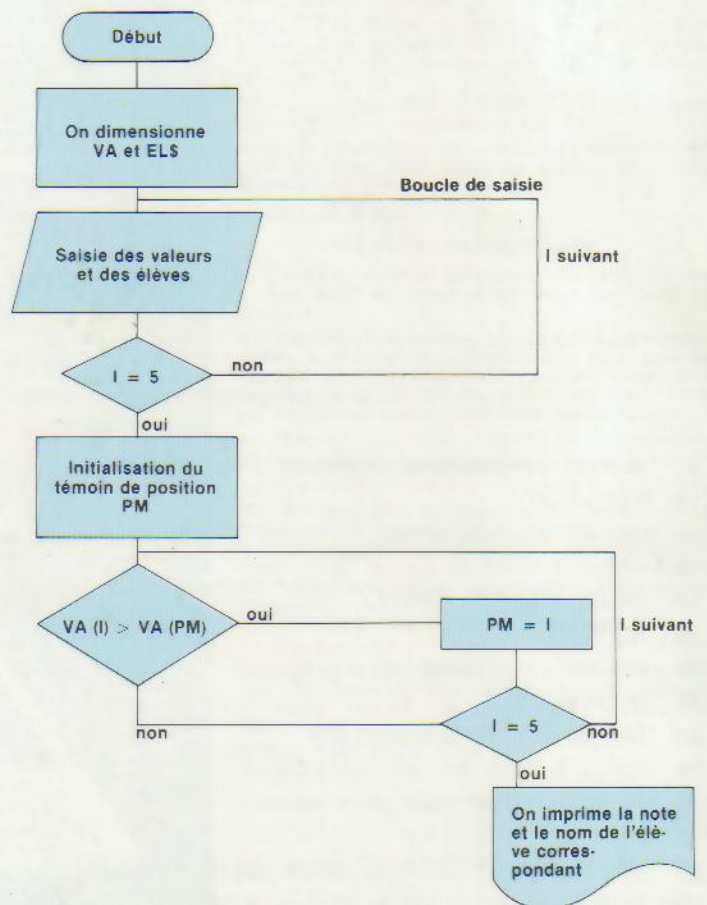 Début
On dimensionne
VA et EL$
Boucle de saisie
Saisie des valeurs
et des élèves
I suivant
I = 5
non
oui
Initialisation du
témoin de position
PM
VA (I) > VA (PM)
oui
PM = I
I suivant
non
I = 5
non
oui
On imprime la note
et le nom de l'élè-
ve corres-
pondant